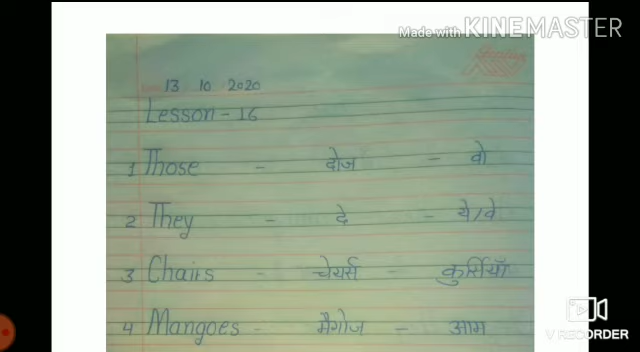 Made with KINEMASTER
13 10 2020
Lesson - 16
1 Those - दोज - वो
2 They - दे - ये/वे
3 Chairs - चेयर्स - कुर्सियाँ
4 Mangoes - मैगोज - आम
V RECORDER